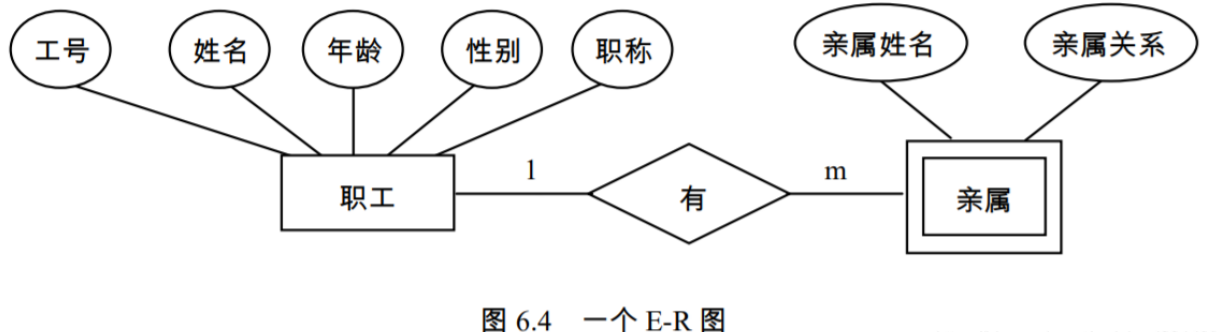 工号 姓名 年龄 性别 职称 亲属姓名 亲属关系
职工 1 有 m 亲属
图 6.4 一个 E-R 图